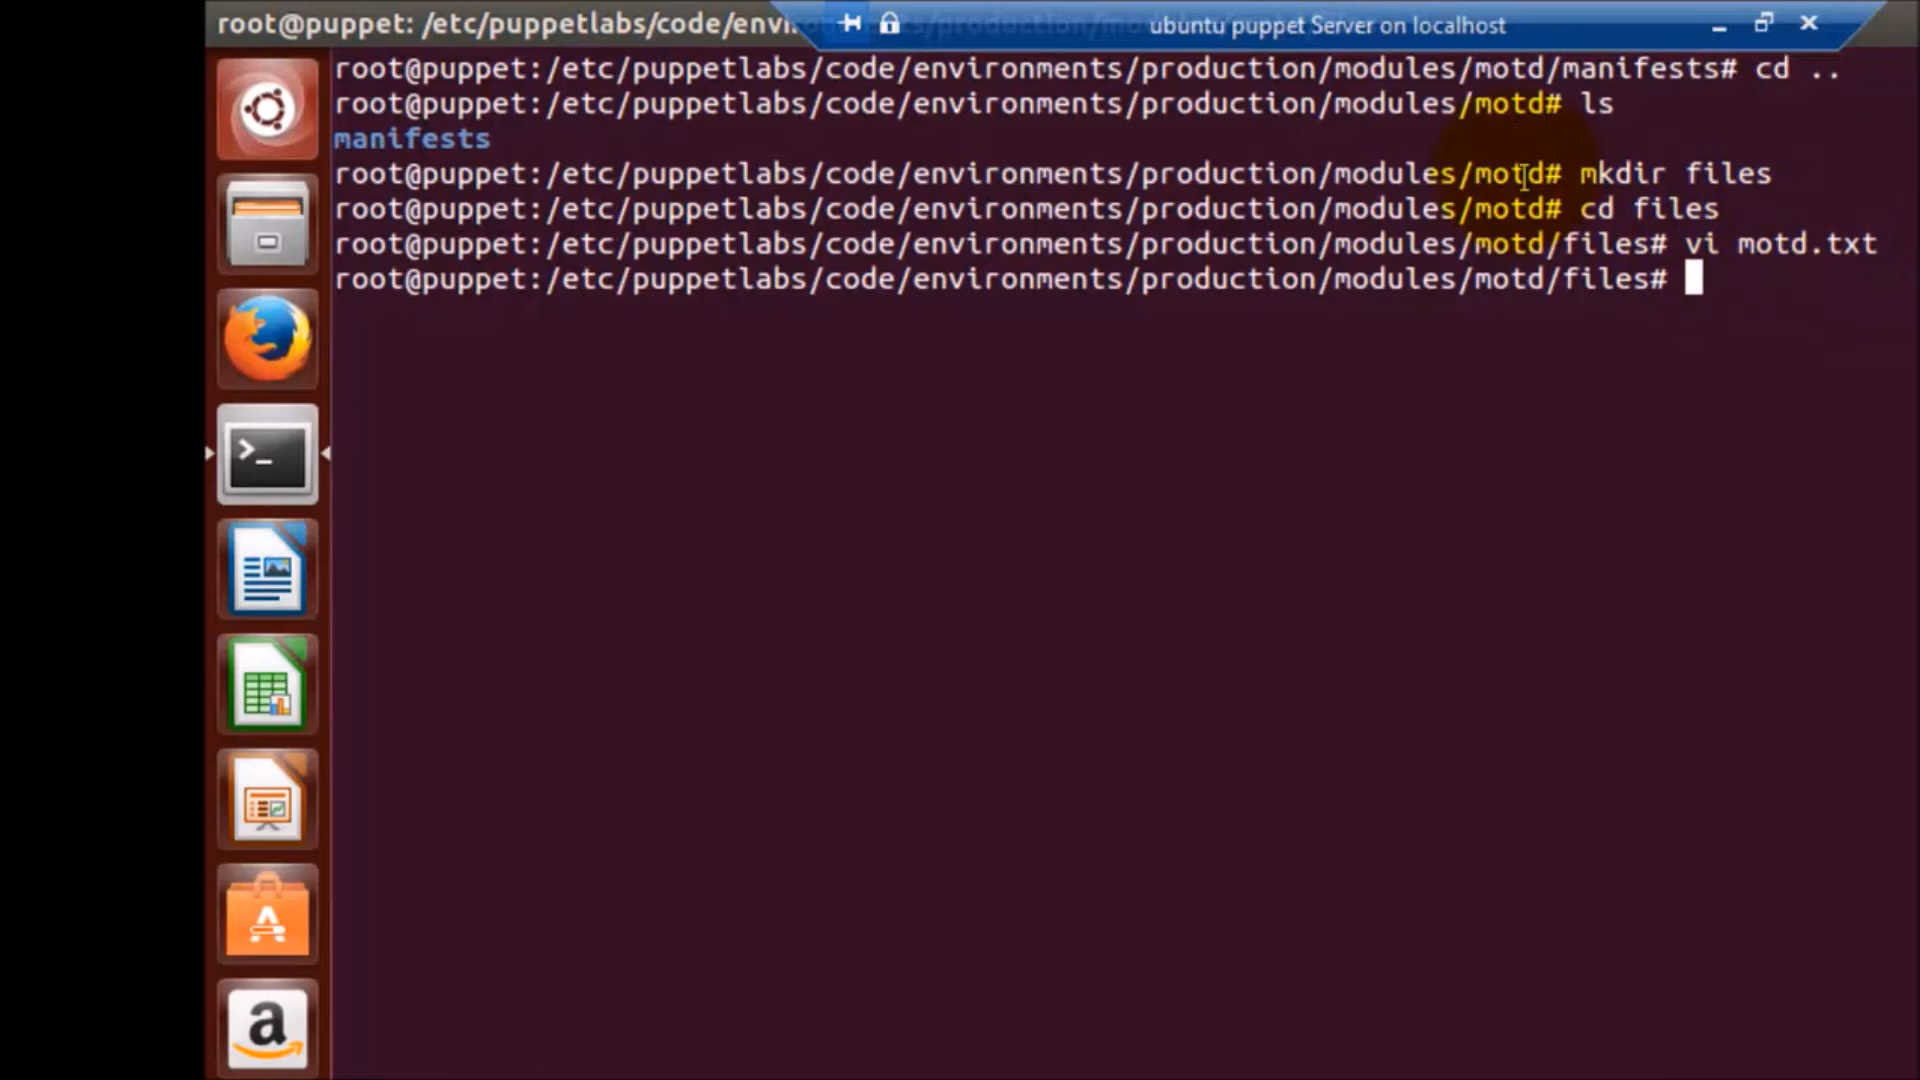 root@puppet: /etc/puppetlabs/code/envi
ubuntu puppet Server on localhost
root@puppet:/etc/puppetlabs/code/environments/production/modules/motd/manifests# cd ..
root@puppet:/etc/puppetlabs/code/environments/production/modules/motd# ls
manifests
root@puppet:/etc/puppetlabs/code/environments/production/modules/motd# mkdir files
root@puppet:/etc/puppetlabs/code/environments/production/modules/motd# cd files
root@puppet:/etc/puppetlabs/code/environments/production/modules/motd/files# vi motd.txt
root@puppet:/etc/puppetlabs/code/environments/production/modules/motd/files#